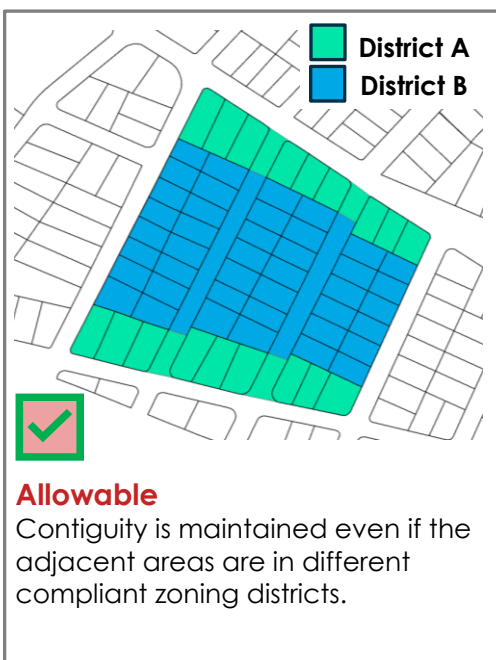 District A
District B
Allowable
Contiguity is maintained even if the
adjacent areas are in different
compliant zoning districts.